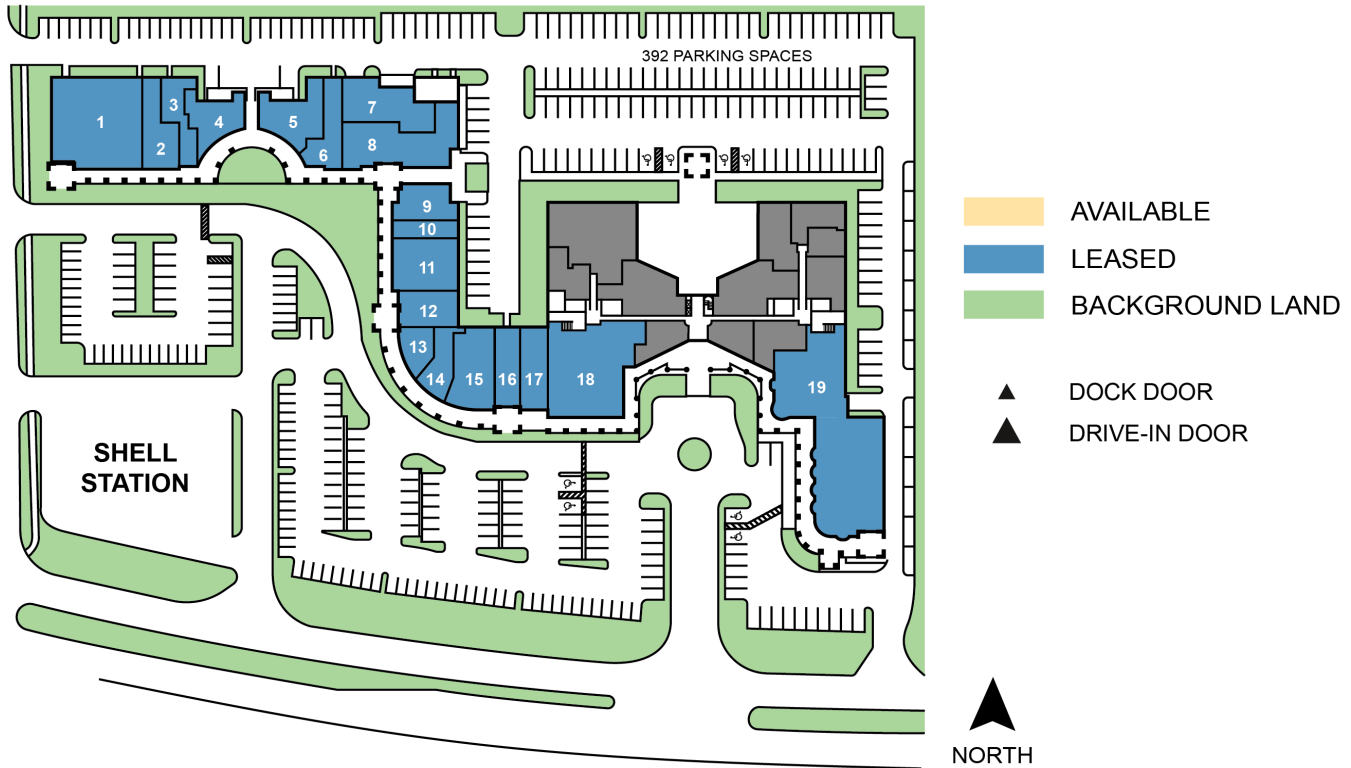 392 PARKING SPACES
1
2
3
4
5
6
7
8
9
10
11
12
13
14
15
16
17
18
19
SHELL
STATION
AVAILABLE
LEASED
BACKGROUND LAND
DOCK DOOR
DRIVE-IN DOOR
NORTH